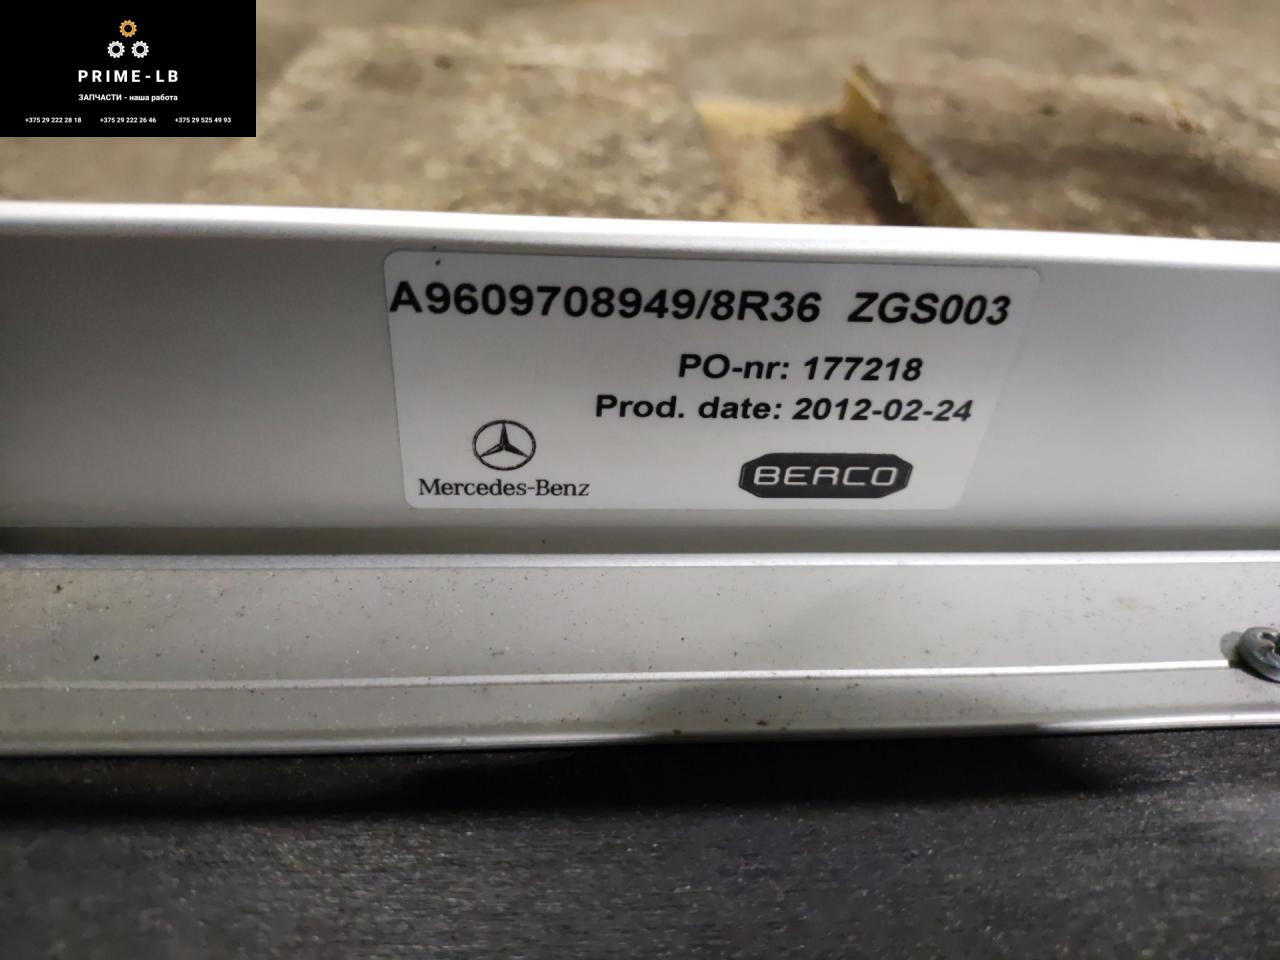 PRIME-LB
ЗАПЧАСТИ - наша работа
+375 29 222 28 18 +375 29 222 26 46 +375 29 525 49 93
A9609708949/8R36 ZGS003
PO-nr: 177218
Prod. date: 2012-02-24
Mercedes-Benz
BERCO